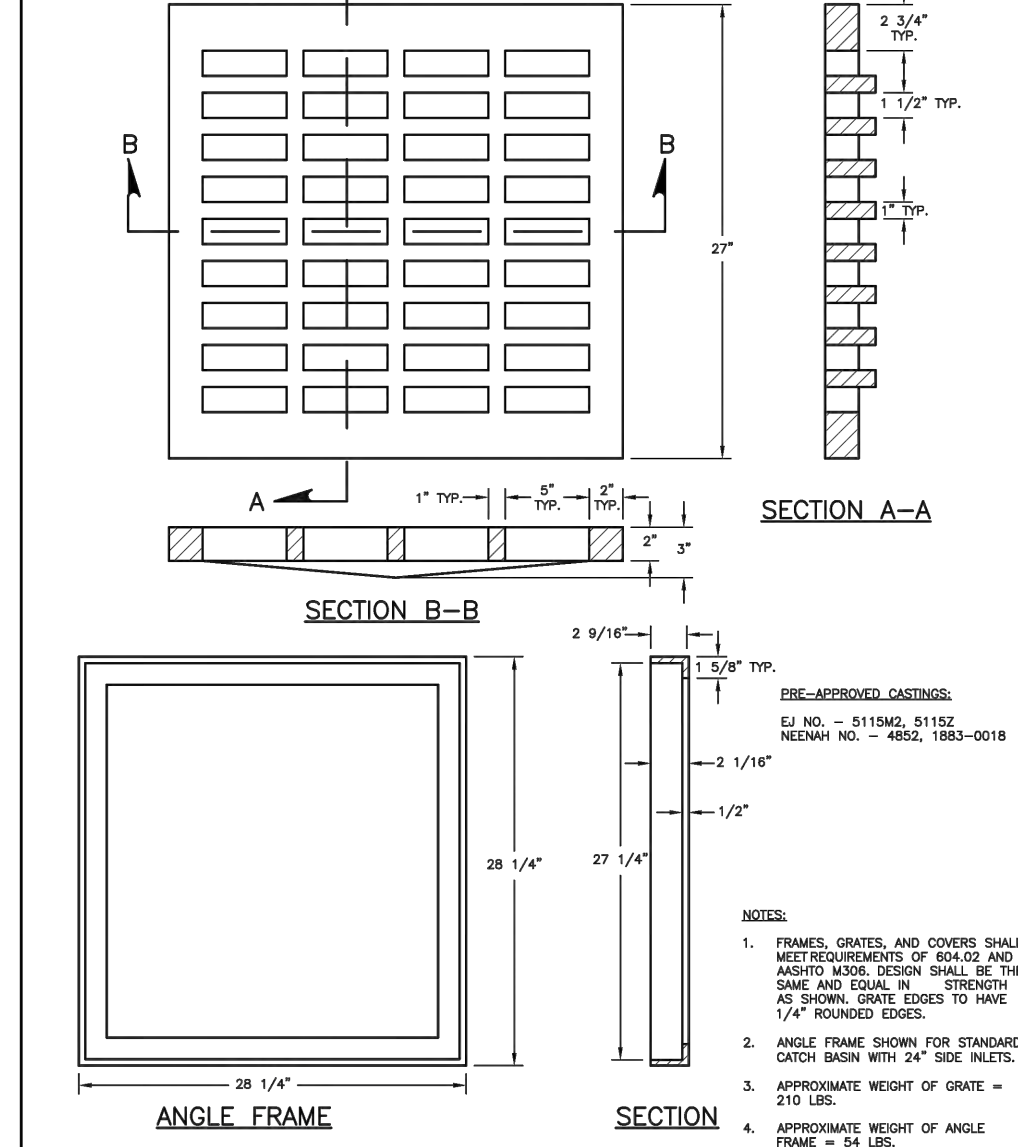 2 3/4"
TYP.
1 1/2" TYP.
B
B
1" TYP.
27"
A
1" TYP.
5"
TYP.
2"
TYP.
2"
3"
SECTION A-A
SECTION B-B
2 9/16"
1 5/8" TYP.
PRE-APPROVED CASTINGS:
EJ NO. - 5115M2, 5115Z
NEENAH NO. - 4852, 1883-0018
2 1/16"
1/2"
28 1/4"
27 1/4"
NOTES:
1. FRAMES, GRATES, AND COVERS SHALL
MEET REQUIREMENTS OF 604.02 AND
AASHTO M306. DESIGN SHALL BE THE
SAME AND EQUAL IN STRENGTH
AS SHOWN. GRATE EDGES TO HAVE
1/4" ROUNDED EDGES.
2. ANGLE FRAME SHOWN FOR STANDARD
CATCH BASIN WITH 24" SIDE INLETS.
3. APPROXIMATE WEIGHT OF GRATE =
210 LBS.
4. APPROXIMATE WEIGHT OF ANGLE
FRAME = 54 LBS.
28 1/4"
ANGLE FRAME
SECTION